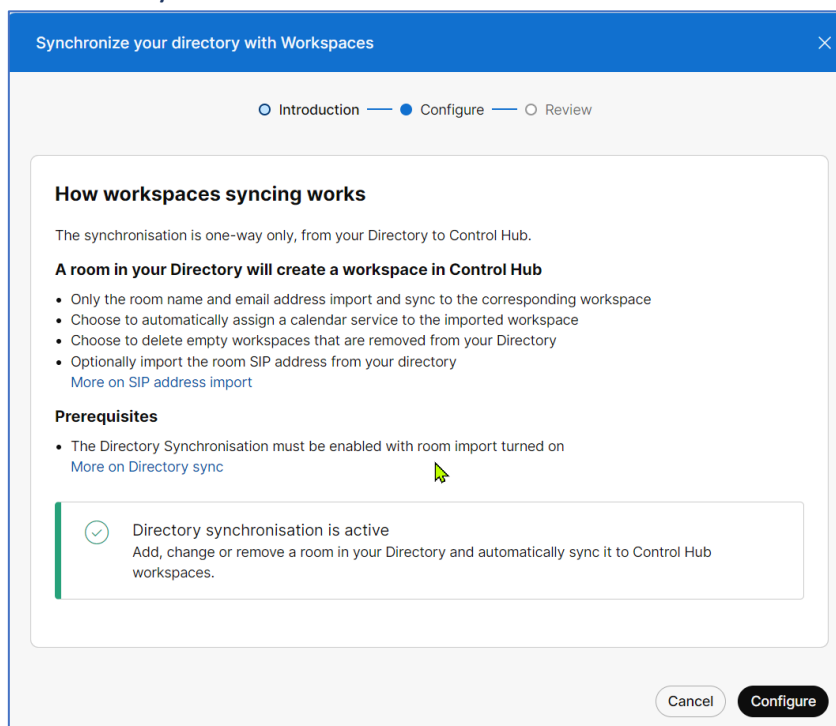 Synchronize your directory with Workspaces
Introduction
Configure
Review
How workspaces syncing works
The synchronisation is one-way only, from your Directory to Control Hub.
A room in your Directory will create a workspace in Control Hub
• Only the room name and email address import and sync to the corresponding workspace
• Choose to automatically assign a calendar service to the imported workspace
• Choose to delete empty workspaces that are removed from your Directory
• Optionally import the room SIP address from your directory
More on SIP address import
Prerequisites
• The Directory Synchronisation must be enabled with room import turned on
More on Directory sync
Directory synchronisation is active
Add, change or remove a room in your Directory and automatically sync it to Control Hub
workspaces.
Cancel
Configure